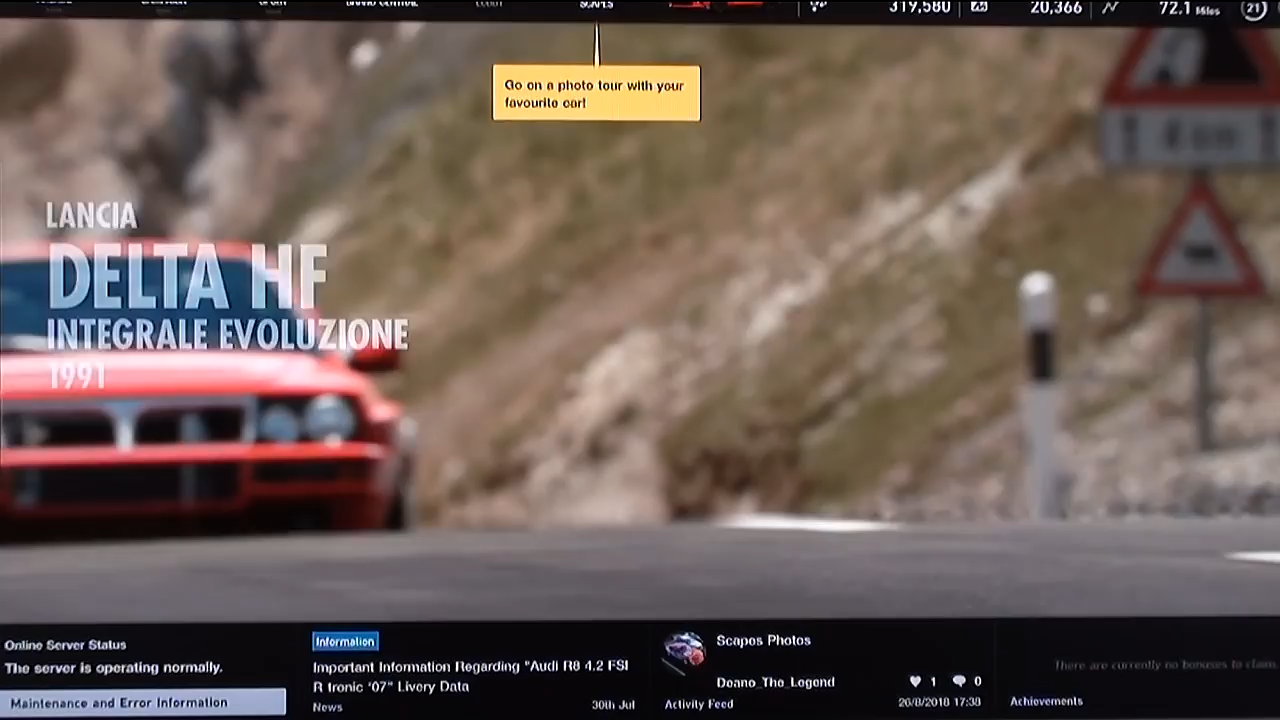 SCAPES
319,580
20,366
72.1 Miles
21
Go on a photo tour with your
favourite car!
LANCIA
DELTA HF
INTEGRALE EVOLUZIONE
1991
Online Server Status
The server is operating normally.
Maintenance and Error Information
Information
Important Information Regarding "Audi R8 4.2 FSI
R tronic '07" Livery Data
News
30th Jul
Scapes Photos
Deano_The_Legend
1
0
Activity Feed
20/8/2018 17:38
There are currently no bonuses to claim
Achievements